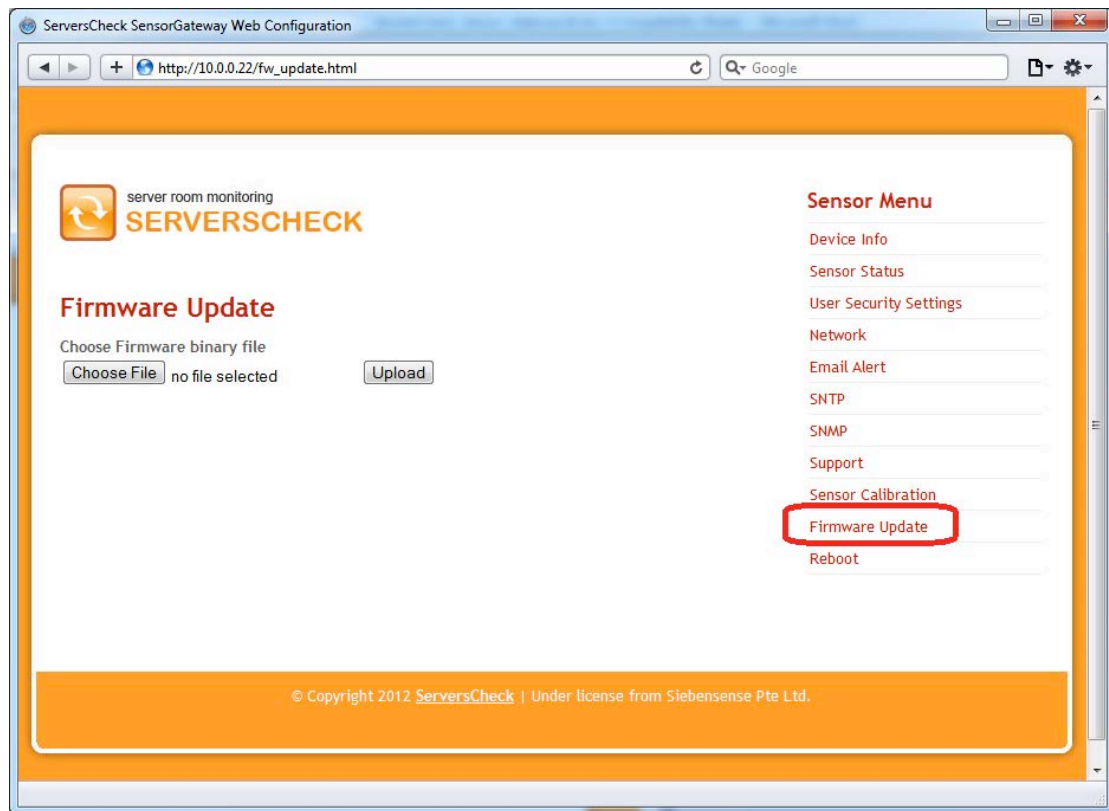 ServersCheck SensorGateway Web Configuration
http://10.0.0.22/fw_update.html
Google
server room monitoring
SERVERSCHECK
Firmware Update
Choose Firmware binary file
Choose File no file selected Upload
Sensor Menu
Device Info
Sensor Status
User Security Settings
Network
Email Alert
SNTP
SNMP
Support
Sensor Calibration
Firmware Update
Reboot
© Copyright 2012 ServersCheck | Under license from Siebensense Pte Ltd.